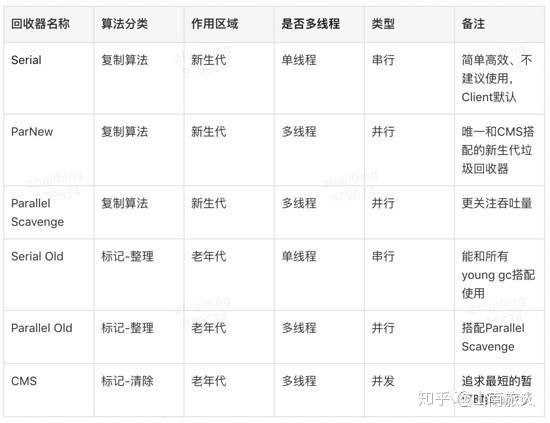 回收器名称 算法分类 作用区域 是否多线程 类型 备注
Serial 复制算法 新生代 单线程 串行 简单高效、不
建议使用,
Client默认
ParNew 复制算法 新生代 多线程 并行 唯一和CMS搭
配的新生代垃
圾回收器
Parallel 复制算法 新生代 多线程 并行 更关注吞吐量
Scavenge
Serial Old 标记-整理 老年代 单线程 串行 能和所有
young gc搭配
使用
Parallel Old 标记-整理 老年代 多线程 并行 搭配Parallel
Scavenge
CMS 标记-清除 老年代 多线程 并发 追求最短的暂
知乎
zhujibing
979634